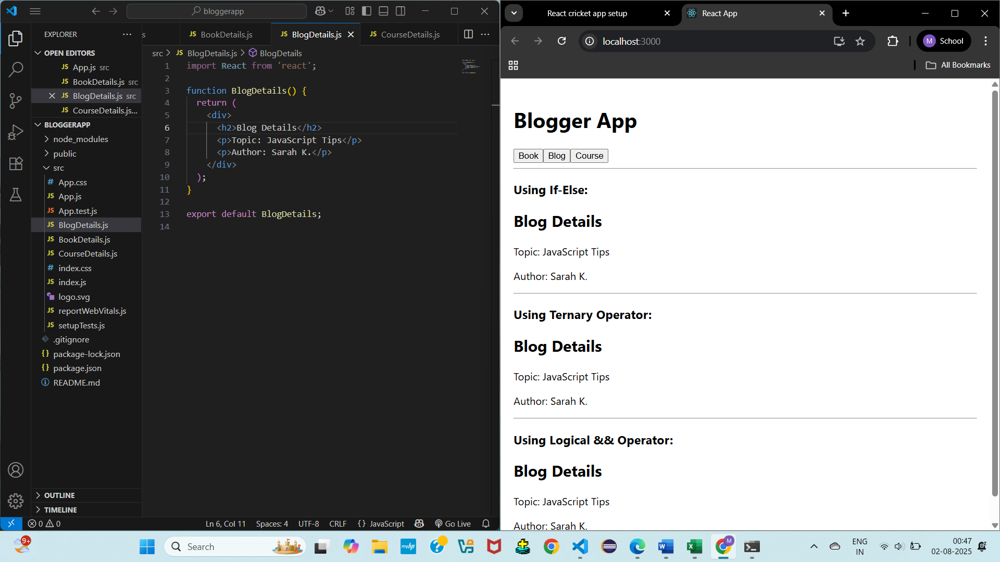 bloggerapp
EXPLORER
OPEN EDITORS
JS App.js src
JS BookDetails.js src
JS BlogDetails.js src
JS CourseDetails.js...
BLOGGERAPP
node_modules
public
src
# App.css
JS App.js
JS App.test.js
JS BlogDetails.js
JS BookDetails.js
JS CourseDetails.js
# index.css
JS index.js
logo.svg
JS reportWebVitals.js
JS setupTests.js
.gitignore
{} package-lock.json
{} package.json
README.md
OUTLINE
TIMELINE
s JS BookDetails.js JS BlogDetails.js JS CourseDetails.js
src > JS BlogDetails.js > BlogDetails
1 import React from 'react';
2
3 function BlogDetails() {
4 return (
5 <div>
6 <h2>Blog Details</h2>
7 <p>Topic: JavaScript Tips</p>
8 <p>Author: Sarah K.</p>
9 </div>
10 );
11 }
12
13 export default BlogDetails;
14
0 0 Ln 6, Col 11 Spaces: 4 UTF-8 CRLF {} JavaScript Go Live
React cricket app setup React App
localhost:3000 M School
All Bookmarks
Blogger App
Book Blog Course
Using If-Else:
Blog Details
Topic: JavaScript Tips
Author: Sarah K.
Using Ternary Operator:
Blog Details
Topic: JavaScript Tips
Author: Sarah K.
Using Logical && Operator:
Blog Details
Topic: JavaScript Tips
Author: Sarah K.
9+ Search myhp M ENG IN 00:47
02-08-2025